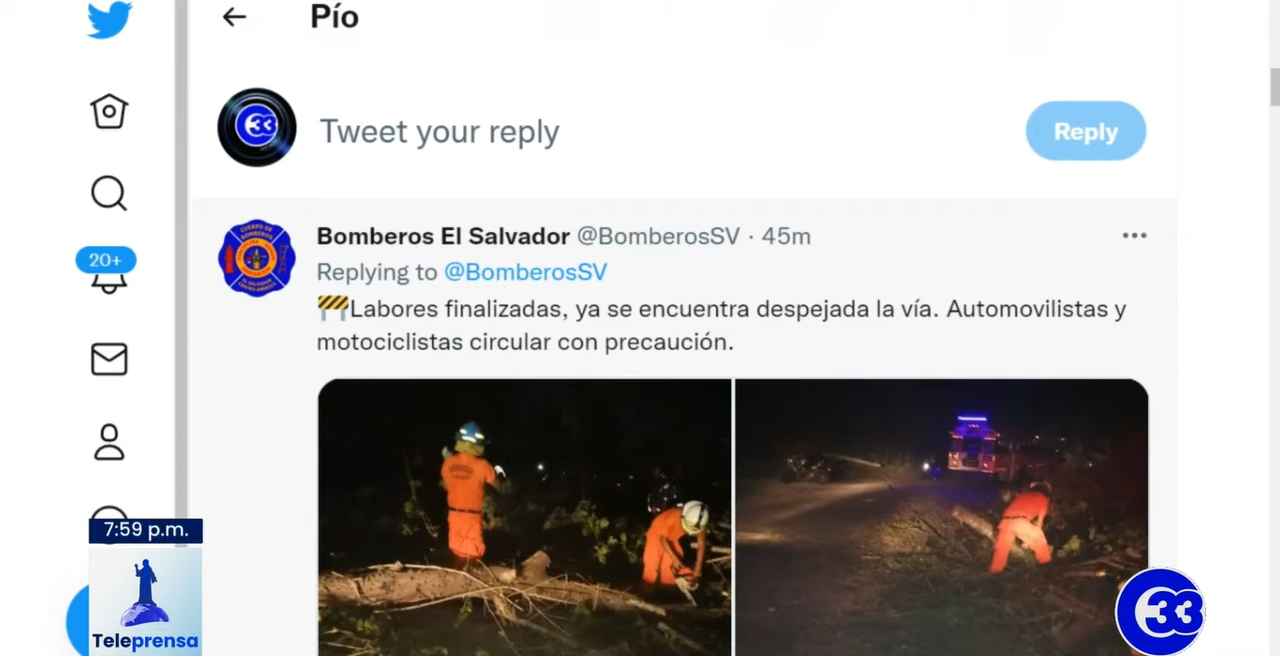 Pío
Tweet your reply
Reply
Bomberos El Salvador @BomberosSV · 45m
20+
Replying to @BomberosSV
🚧Labores finalizadas, ya se encuentra despejada la vía. Automovilistas y
motociclistas circular con precaución.
7:59 p.m.
Teleprensa
33